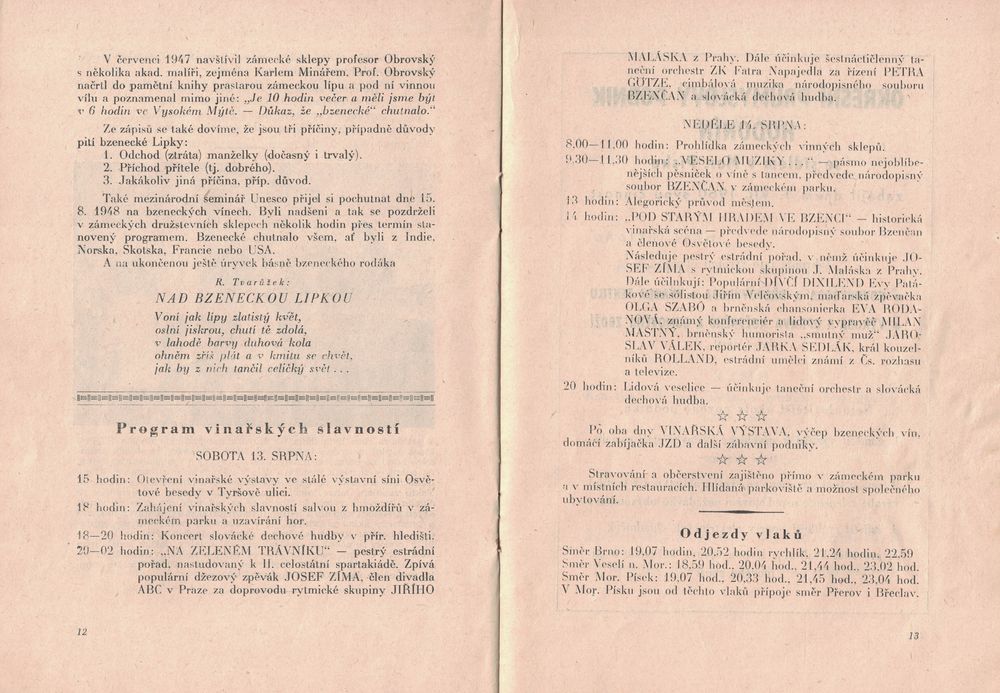 V červenci 1947 navštívil zámecké sklepy profesor Obrovský
s několika akad. malíři, zejména Karlem Minářem. Prof. Obrovský
načrtl do pamětní knihy prastarou zámeckou lípu a pod ní vinnou
vílu a poznamenal mimo jiné: „Je 10 hodin večer a měli jsme být
v 6 hodin ve Vysokém Mýtě. — Důkaz, že „bzenecké“ chutnalo.“
Ze zápisů se také dovíme, že jsou tři příčiny, případně důvody
pití bzenecké Lipky:
1. Odchod (ztráta) manželky (dočasný i trvalý).
2. Příchod přítele (tj. dobrého).
3. Jakákoliv jiná příčina, příp. důvod.
Také mezinárodní seminář Unesco přijel si pochutnat dne 15.
8. 1948 na bzeneckých vínech. Byli nadšeni a tak se pozdrželi
v zámeckých družstevních sklepech několik hodin přes termín sta-
novený programem. Bzenecké chutnalo všem, ať byli z Indie,
Norska, Skotska, Francie nebo USA.
A na ukončenou ještě úryvek básně bzeneckého rodáka
R. Tvarůžek:
NAD BZENECKOU LIPKOU
Voní jak lípy zlatistý květ,
oslní jiskrou, chutí tě zdolá,
v lahodě barvy duhová kola
ohněm zříš plát a v kmitu se chvět,
jak by z nich tančil celičký svět . . .
Program vinařských slavností
SOBOTA 13. SRPNA:
15 hodin: Otevření vinařské výstavy ve stálé výstavní síni Osvě-
tové besedy v Tyršově ulici.
18 hodin: Zahájení vinařských slavností salvou z hmoždířů v zá-
meckém parku a uzavírání hor.
18—20 hodin: Koncert slovácké dechové hudby v přír. hledišti.
20—02 hodin: „NA ZELENÉM TRÁVNÍKU“ — pestrý estrádní
pořad, nastudovaný k II. celostátní spartakiádě. Zpívá
populární džezový zpěvák JOSEF ZÍMA, člen divadla
ABC v Praze za doprovodu rytmické skupiny JIŘÍHO
12
MALÁSKA z Prahy. Dále účinkuje šestnáctičlenný ta-
neční orchestr ZK Fatra Napajedla za řízení PETRA
GÜTZE, cimbálová muzika národopisného souboru
BZENČAN a slovácká dechová hudba.
NEDĚLE 14. SRPNA:
8,00—11.00 hodin: Prohlídka zámeckých vinných sklepů.
9.30—11.30 hodin: „VESELO MUZIKY . . .“ — pásmo nejoblíbe-
nějších písniček o víně s tancem, předvede národopisný
soubor BZENČAN v zámeckém parku.
13 hodin: Alegorický průvod městem.
14 hodin: „POD STARÝM HRADEM VE BZENCI“ — historická
vinařská scéna — předvede národopisný soubor Bzenčan
a členové Osvětové besedy.
Následuje pestrý estrádní pořad, v němž účinkuje JO-
SEF ZÍMA s rytmickou skupinou J. Maláska z Prahy.
Dále účinkují: Populární DÍVČÍ DIXILEND Evy Patá-
kové se sólistou Jiřím Velčovským, maďarská zpěvačka
OLGA SZABÓ a brněnská chansonierka EVA RODA-
NOVÁ, známý konferenciér a lidový vypravěč MILAN
MASTNÝ, brněnský humorista „smutný muž“ JARO-
SLAV VÁLEK, reportér JARKA SEDLÁK, král kouzel-
níků ROLLAND, estrádní umělci známí z Čs. rozhasu
a televize.
20 hodin: Lidová veselice — účinkuje taneční orchestr a slovácká
dechová hudba.
☆ ☆ ☆
Po oba dny VINAŘSKÁ VÝSTAVA, výčep bzeneckých vín,
domácí zabijačka JZD a další zábavní podniky.
☆ ☆ ☆
Stravování a občerstvení zajištěno přímo v zámeckém parku
a v místních restauracích. Hlídaná parkoviště a možnost společného
ubytování.
Odjezdy vlaků
Směr Brno: 19,07 hodin, 20,52 hodin rychlík, 21,24 hodin, 22.59
Směr Veselí n. Mor.: 18,59 hod., 20,04 hod., 21,44 hod., 23,02 hod.
Směr Mor. Písek: 19,07 hod., 20,33 hod., 21,45 hod., 23,04 hod.
V Mor. Písku jsou od těchto vlaků přípoje směr Přerov i Břeclav.
13